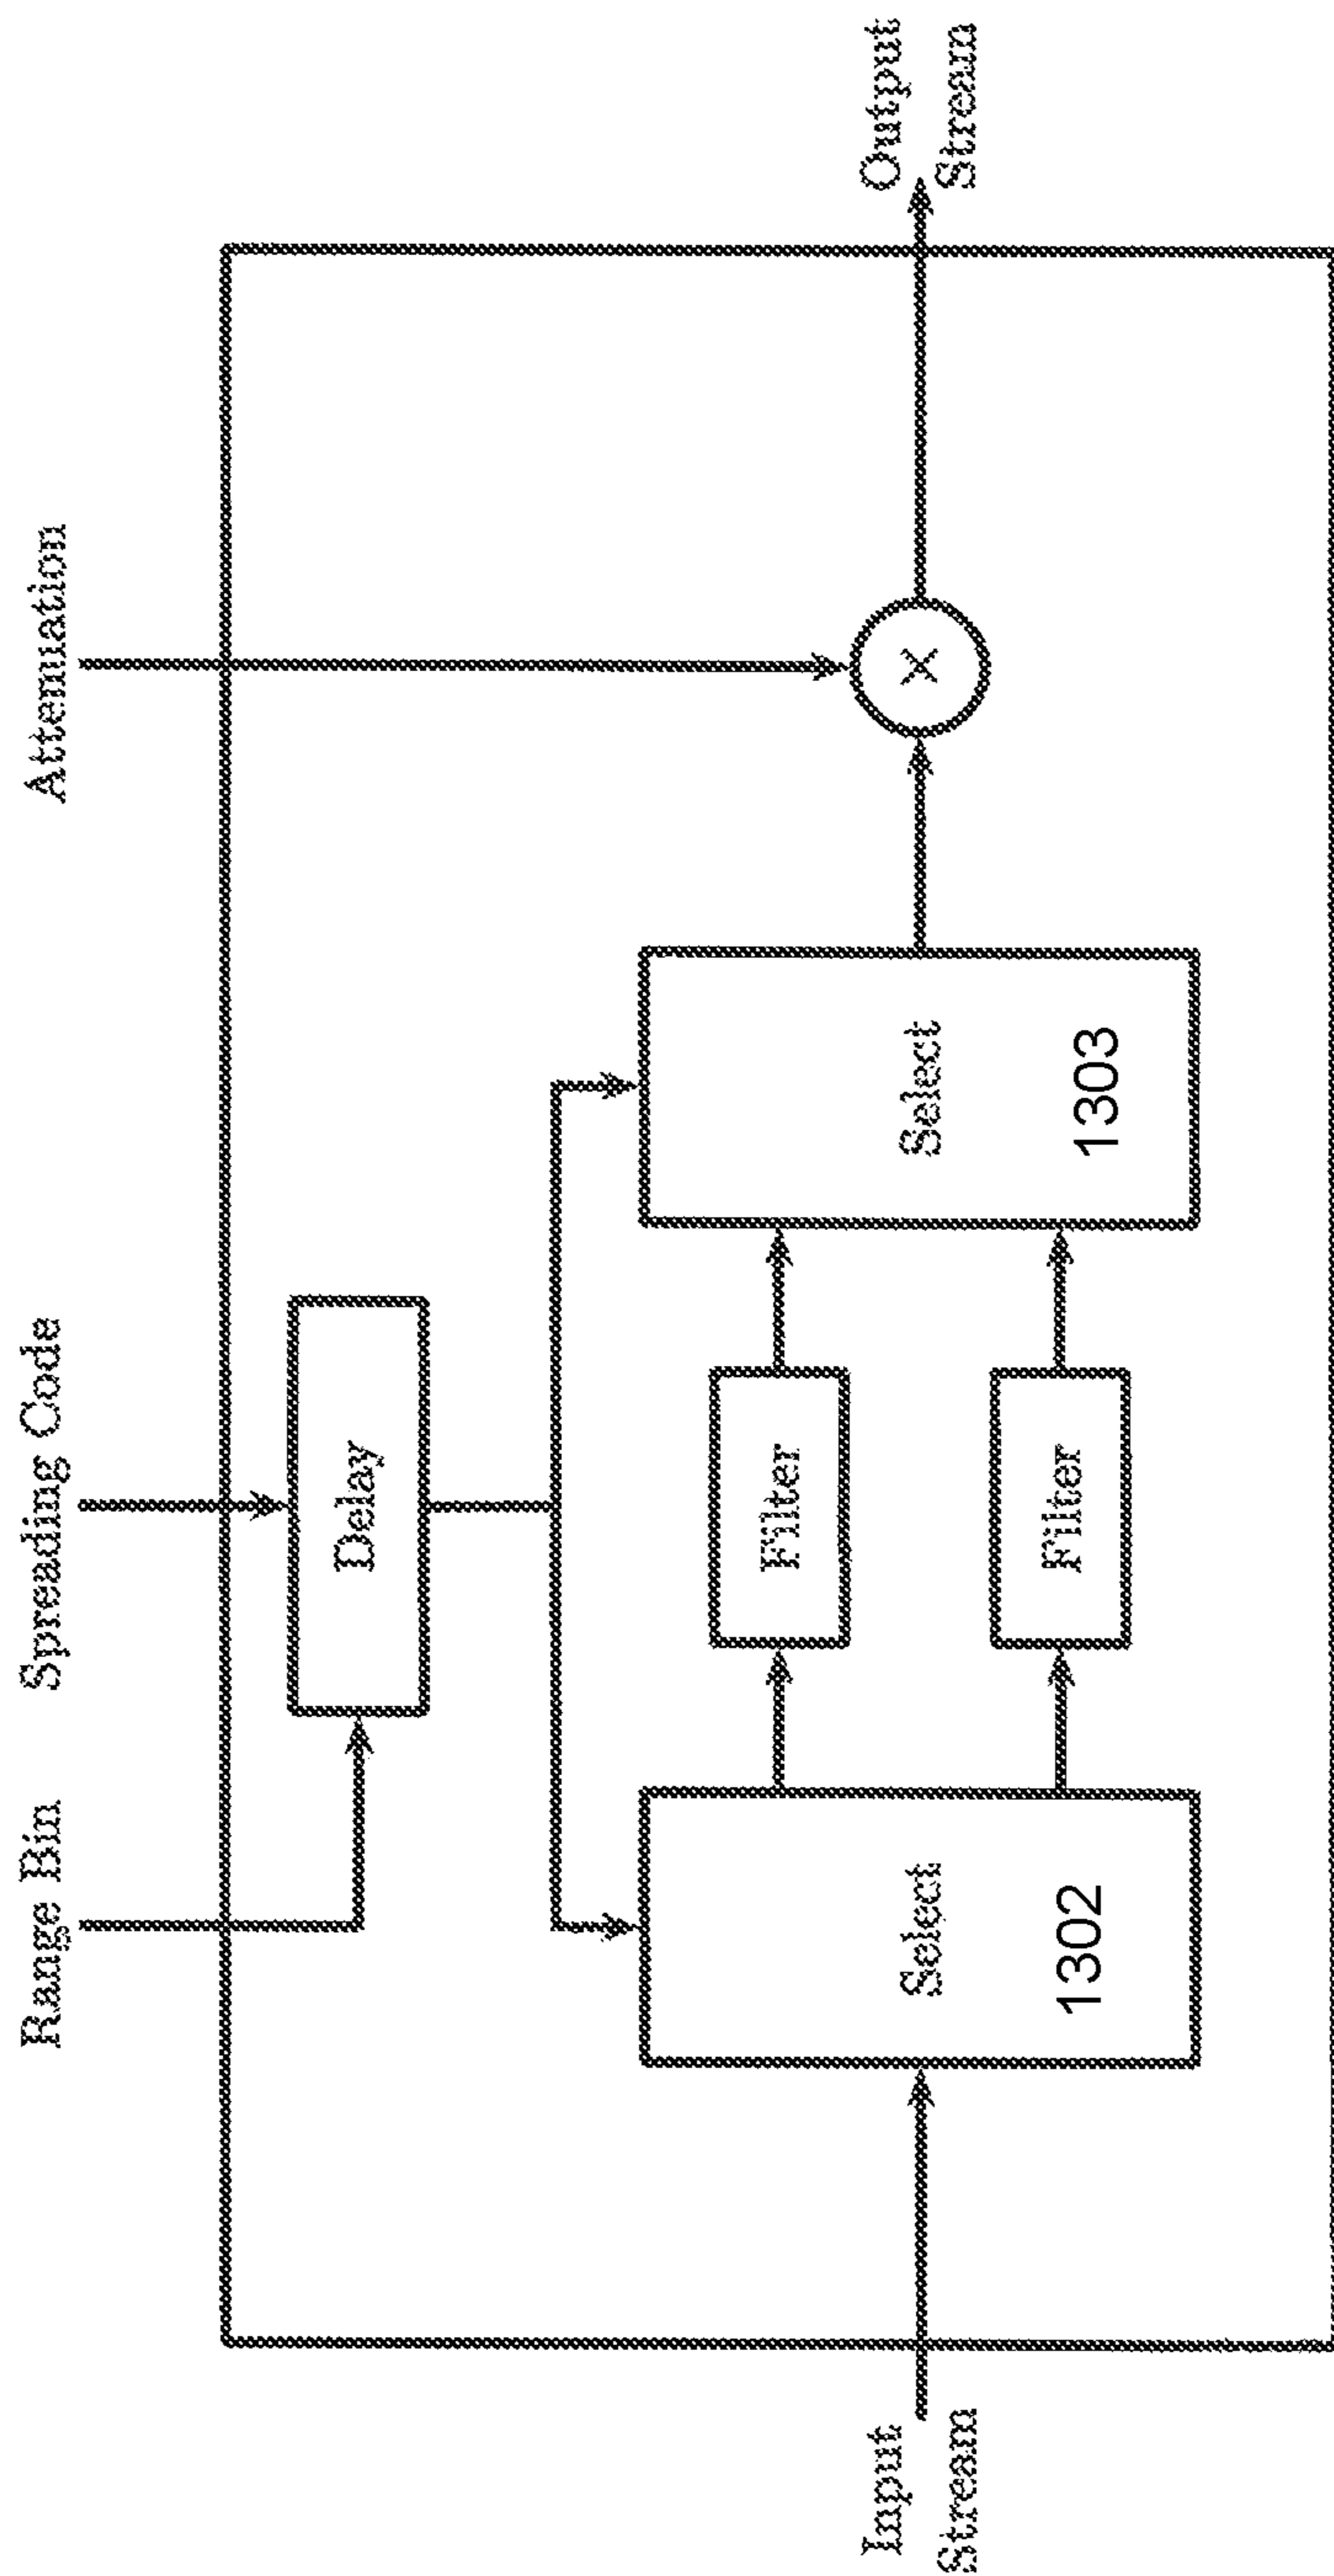 Range Bin
Spreading Code
Attenuation
Delay
Input
Stream
Select
1302
Filter
Filter
Select
1303
×
Output
Stream